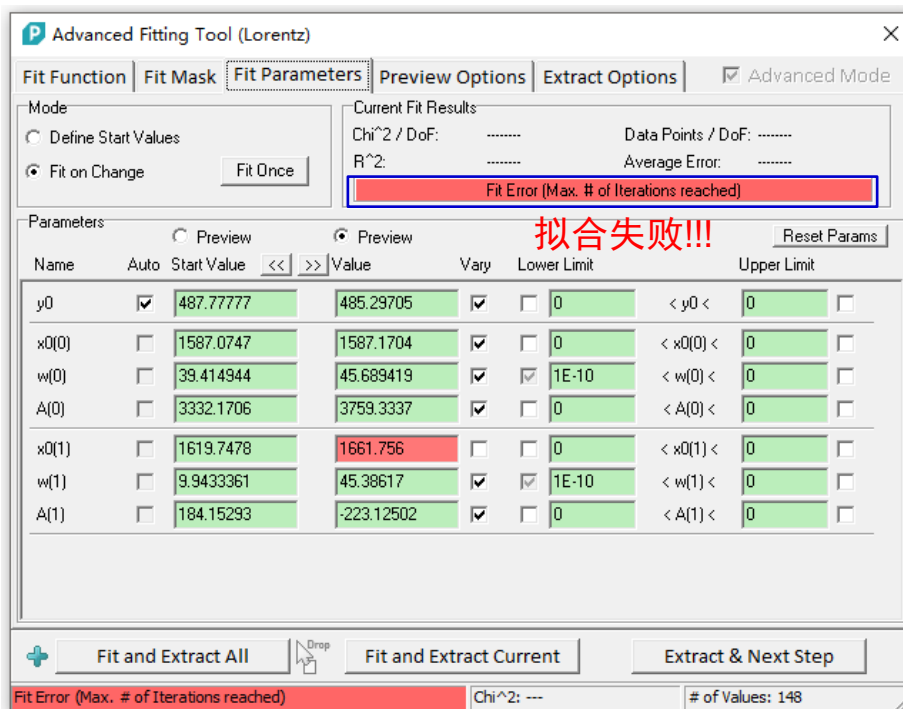 Advanced Fitting Tool (Lorentz)
Fit Function Fit Mask Fit Parameters Preview Options Extract Options Advanced Mode
Mode Current Fit Results
Define Start Values Chi^2 / DoF: -------- Data Points / DoF: --------
Fit on Change Fit Once R^2: -------- Average Error: --------
Fit Error (Max. # of Iterations reached)
拟合失败!!!
Parameters
Preview Preview Reset Params
Name Auto Start Value << >> Value Vary Lower Limit Upper Limit
y0 487.77777 485.29705 0 < y0 < 0
x0(0) 1587.0747 1587.1704 0 < x0(0) < 0
w(0) 39.414944 45.689419 1E-10 < w(0) < 0
A(0) 3332.1706 3759.3337 0 < A(0) < 0
x0(1) 1619.7478 1661.756 0 < x0(1) < 0
w(1) 9.9433361 45.38617 1E-10 < w(1) < 0
A(1) 184.15293 -223.12502 0 < A(1) < 0
Fit and Extract All Drop Fit and Extract Current Extract & Next Step
Fit Error (Max. # of Iterations reached) Chi^2: --- # of Values: 148